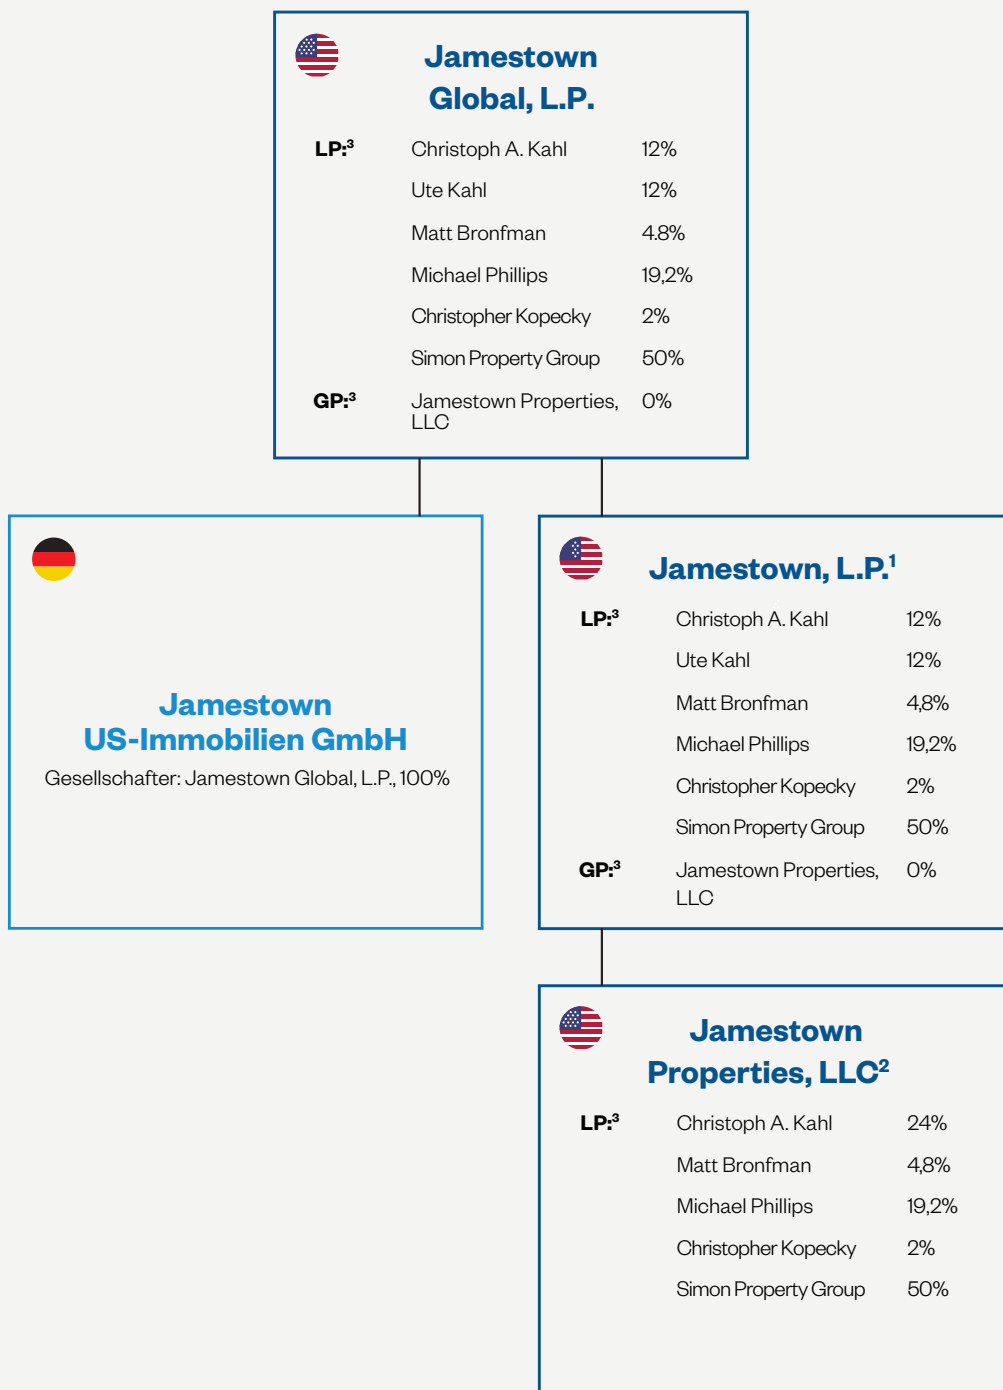 Jamestown
Global, L.P.
LP:³ Christoph A. Kahl 12%
Ute Kahl 12%
Matt Bronfman 4.8%
Michael Phillips 19,2%
Christopher Kopecky 2%
Simon Property Group 50%
GP:³ Jamestown Properties, 0%
LLC
Jamestown
US-Immobilien GmbH
Gesellschafter: Jamestown Global, L.P., 100%
Jamestown, L.P.¹
LP:³ Christoph A. Kahl 12%
Ute Kahl 12%
Matt Bronfman 4,8%
Michael Phillips 19,2%
Christopher Kopecky 2%
Simon Property Group 50%
GP:³ Jamestown Properties, 0%
LLC
Jamestown
Properties, LLC²
LP:³ Christoph A. Kahl 24%
Matt Bronfman 4,8%
Michael Phillips 19,2%
Christopher Kopecky 2%
Simon Property Group 50%